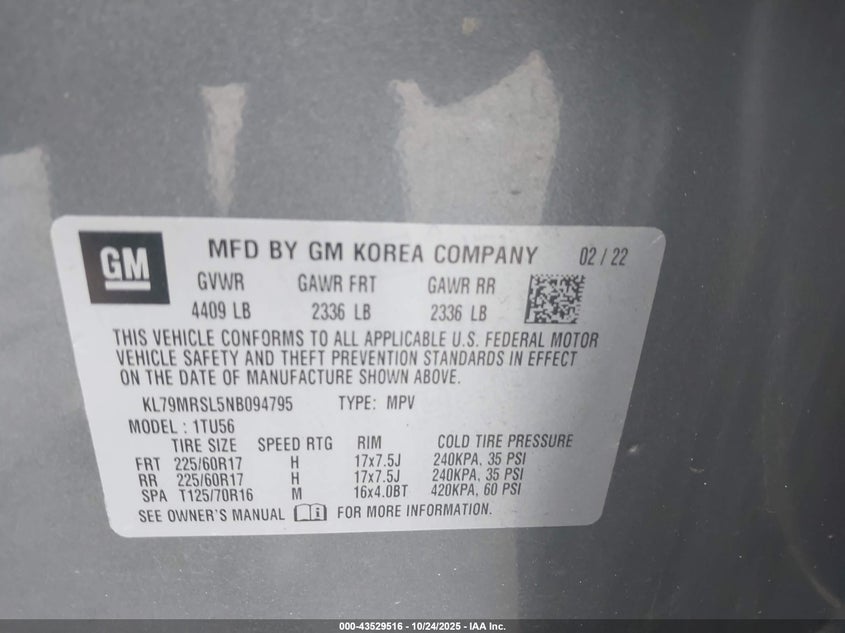 GM MFD BY GM KOREA COMPANY 02 / 22
GVWR GAWR FRT GAWR RR
4409 LB 2336 LB 2336 LB
THIS VEHICLE CONFORMS TO ALL APPLICABLE U.S. FEDERAL MOTOR
VEHICLE SAFETY AND THEFT PREVENTION STANDARDS IN EFFECT
ON THE DATE OF MANUFACTURE SHOWN ABOVE.
KL79MRSL5NB094795 TYPE: MPV
MODEL : 1TU56
TIRE SIZE SPEED RTG RIM COLD TIRE PRESSURE
FRT 225/60R17 H 17x7.5J 240KPA, 35 PSI
RR 225/60R17 H 17x7.5J 240KPA, 35 PSI
SPA T125/70R16 M 16x4.0BT 420KPA, 60 PSI
SEE OWNER'S MANUAL FOR MORE INFORMATION.
000-43529516 - 10/24/2025 - IAA Inc.